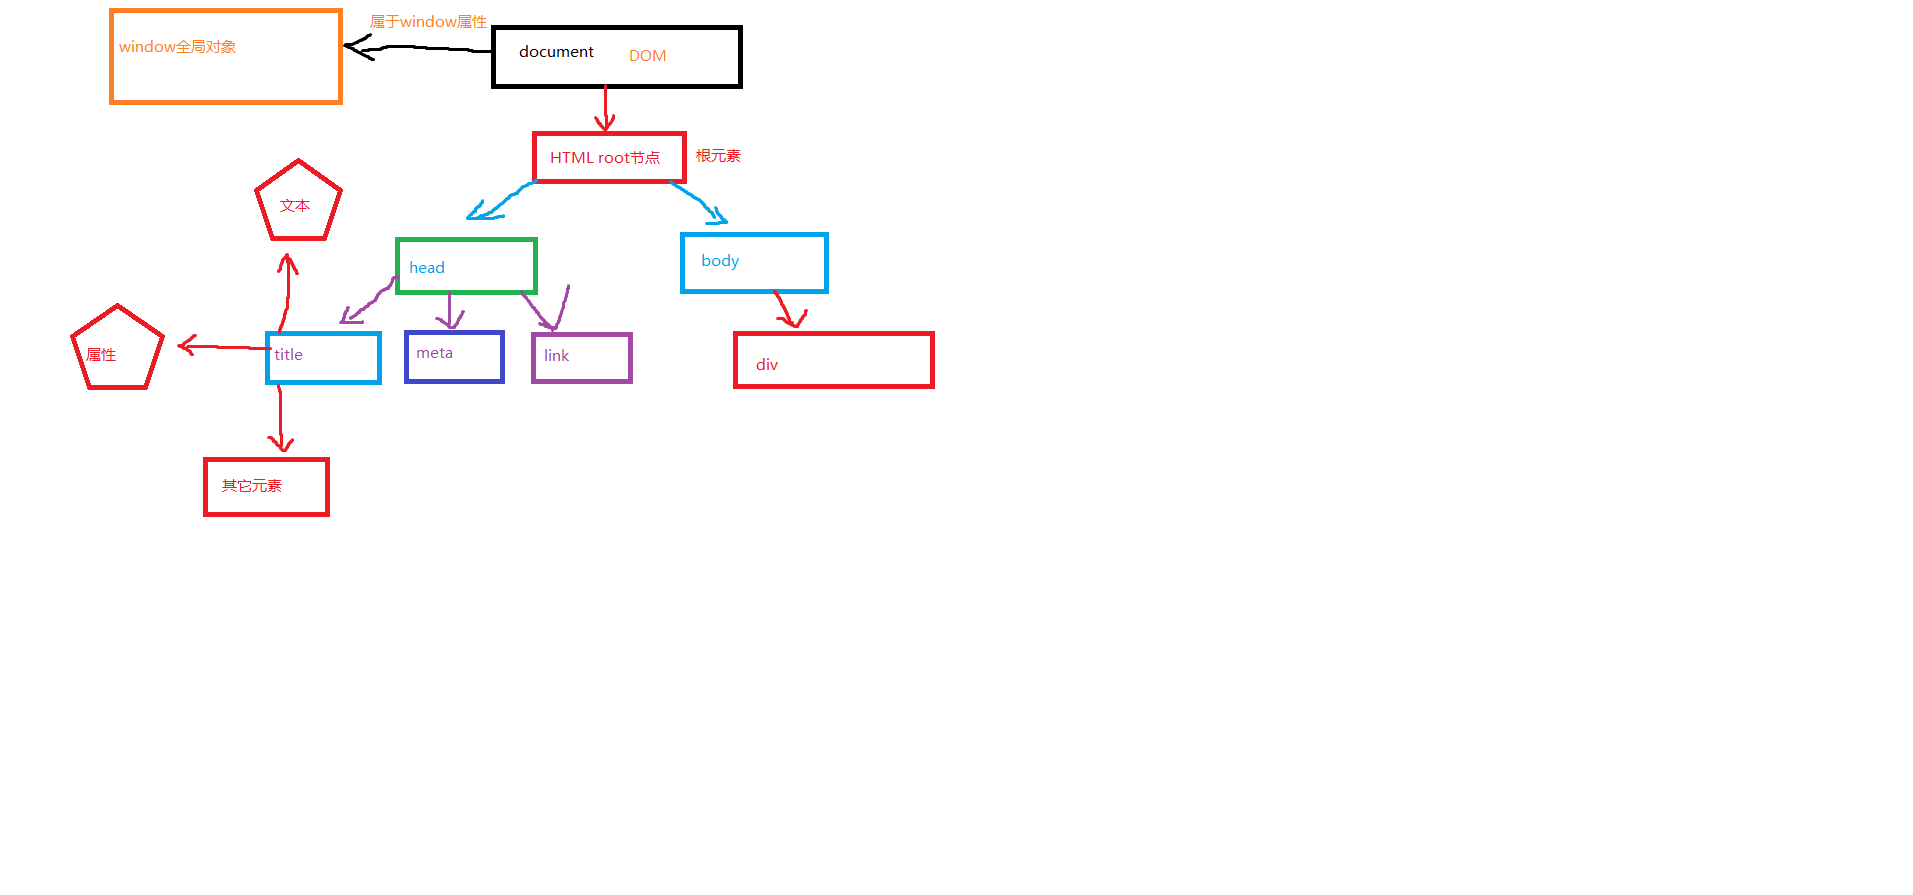 属于window属性
window全局对象
document
DOM
HTML root节点
根元素
文本
head
body
属性
title
meta
link
div
其它元素